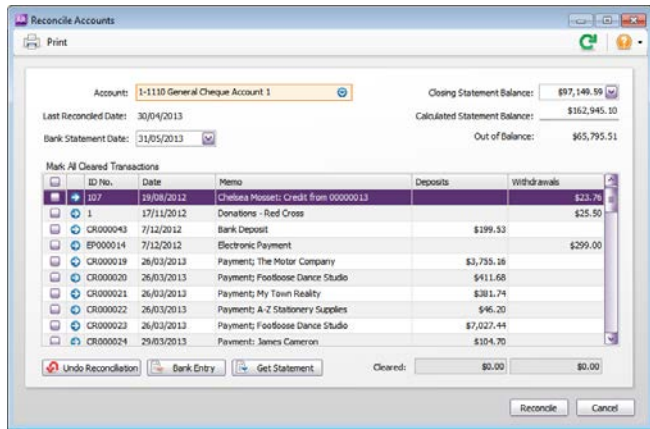 Reconcile Accounts
Print
Account: 1-1110 General Cheque Account 1
Closing Statement Balance: $97,149.59
Last Reconciled Date: 30/04/2013
Calculated Statement Balance: $162,945.10
Bank Statement Date: 31/05/2013
Out of Balance: $65,795.51
Mark All Cleared Transactions
ID No. Date Memo Deposits Withdrawals
107 19/08/2012 Chelsea Mosset: Credit from 00000013 $23.76
1 17/11/2012 Donations - Red Cross $25.50
CR000043 7/12/2012 Bank Deposit $199.53
EP000014 7/12/2012 Electronic Payment $299.00
CR000019 26/03/2013 Payment; The Motor Company $3,755.16
CR000020 26/03/2013 Payment; Footloose Dance Studio $411.68
CR000021 26/03/2013 Payment; My Town Reality $381.74
CR000022 26/03/2013 Payment; A-Z Stationery Supplies $46.20
CR000023 26/03/2013 Payment; Footloose Dance Studio $7,027.44
CR000024 29/03/2013 Payment: James Cameron $104.70
Undo Reconciliation Bank Entry Get Statement Cleared: $0.00 $0.00
Reconcile Cancel